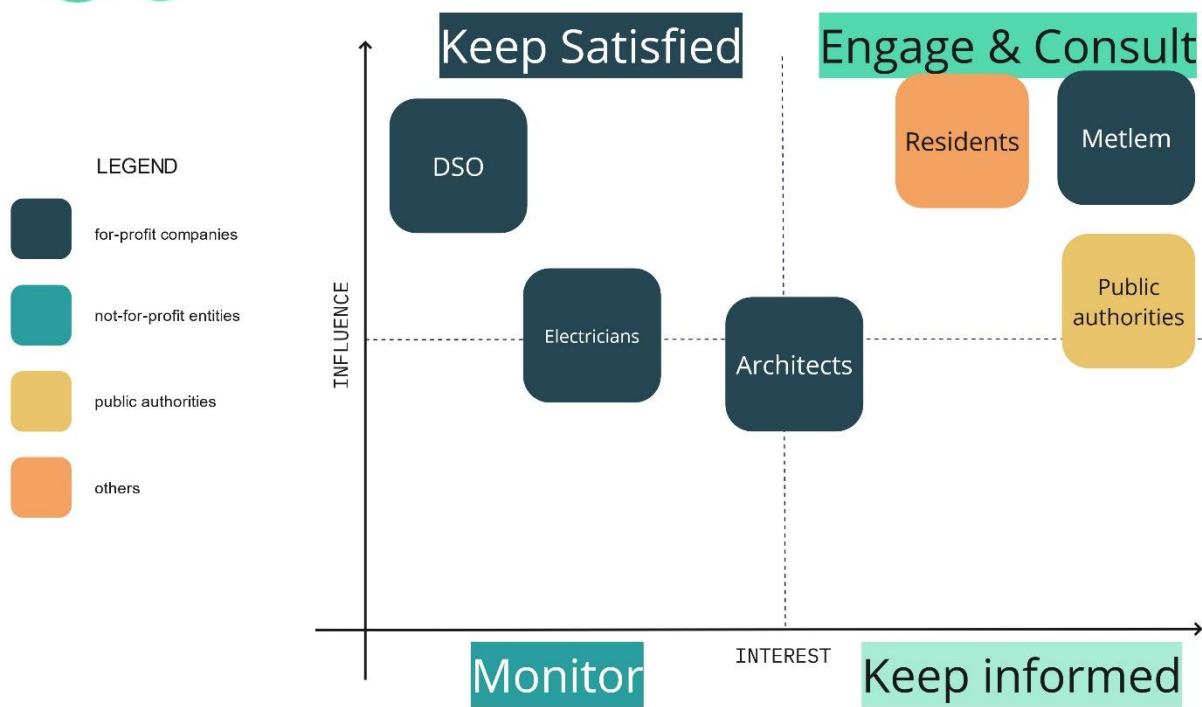 Keep Satisfied
Engage & Consult
LEGEND
for-profit companies
not-for-profit entities
public authorities
others
INFLUENCE
DSO
Residents
Metlem
Electricians
Architects
Public
authorities
INTEREST
Monitor
Keep informed